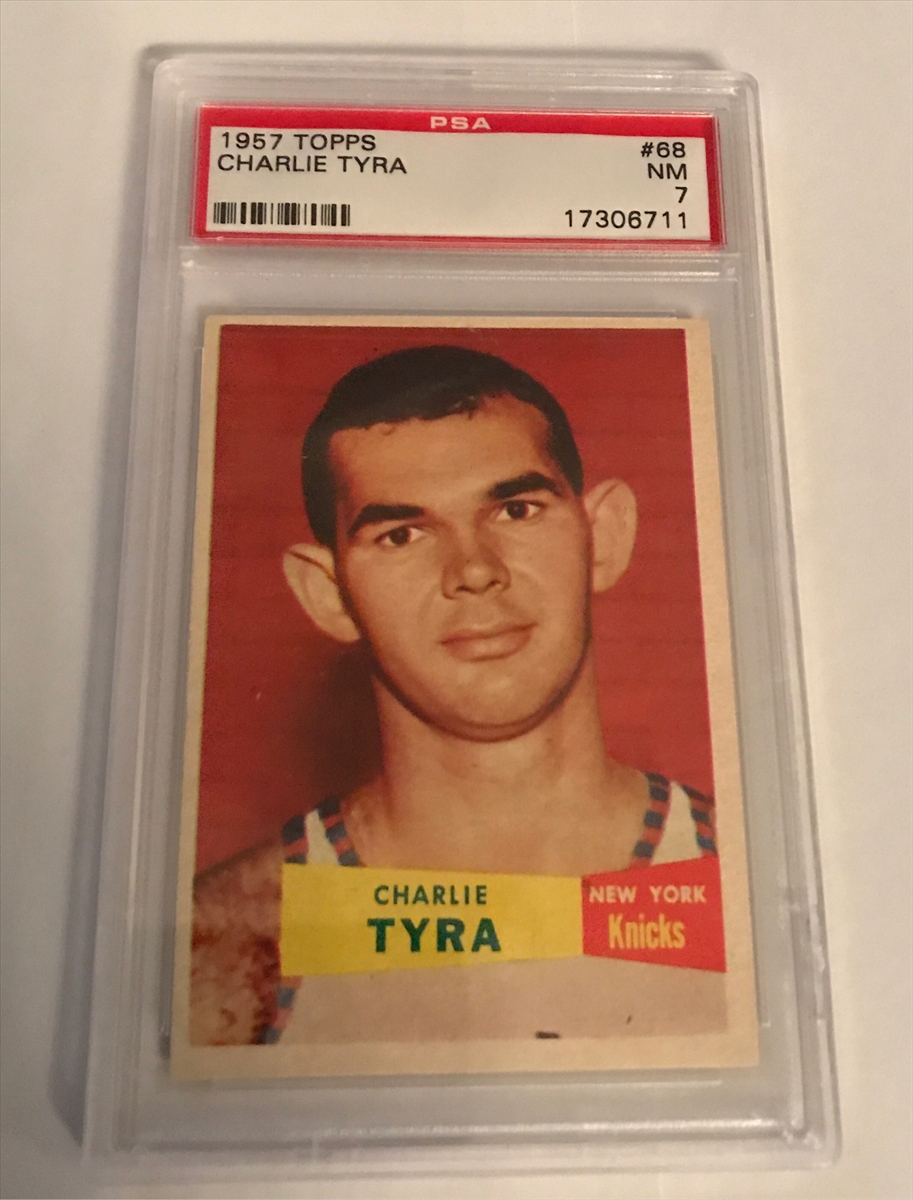 PSA
1957 TOPPS #68
CHARLIE TYRA NM
7
17306711
CHARLIE
TYRA
NEW YORK
Knicks